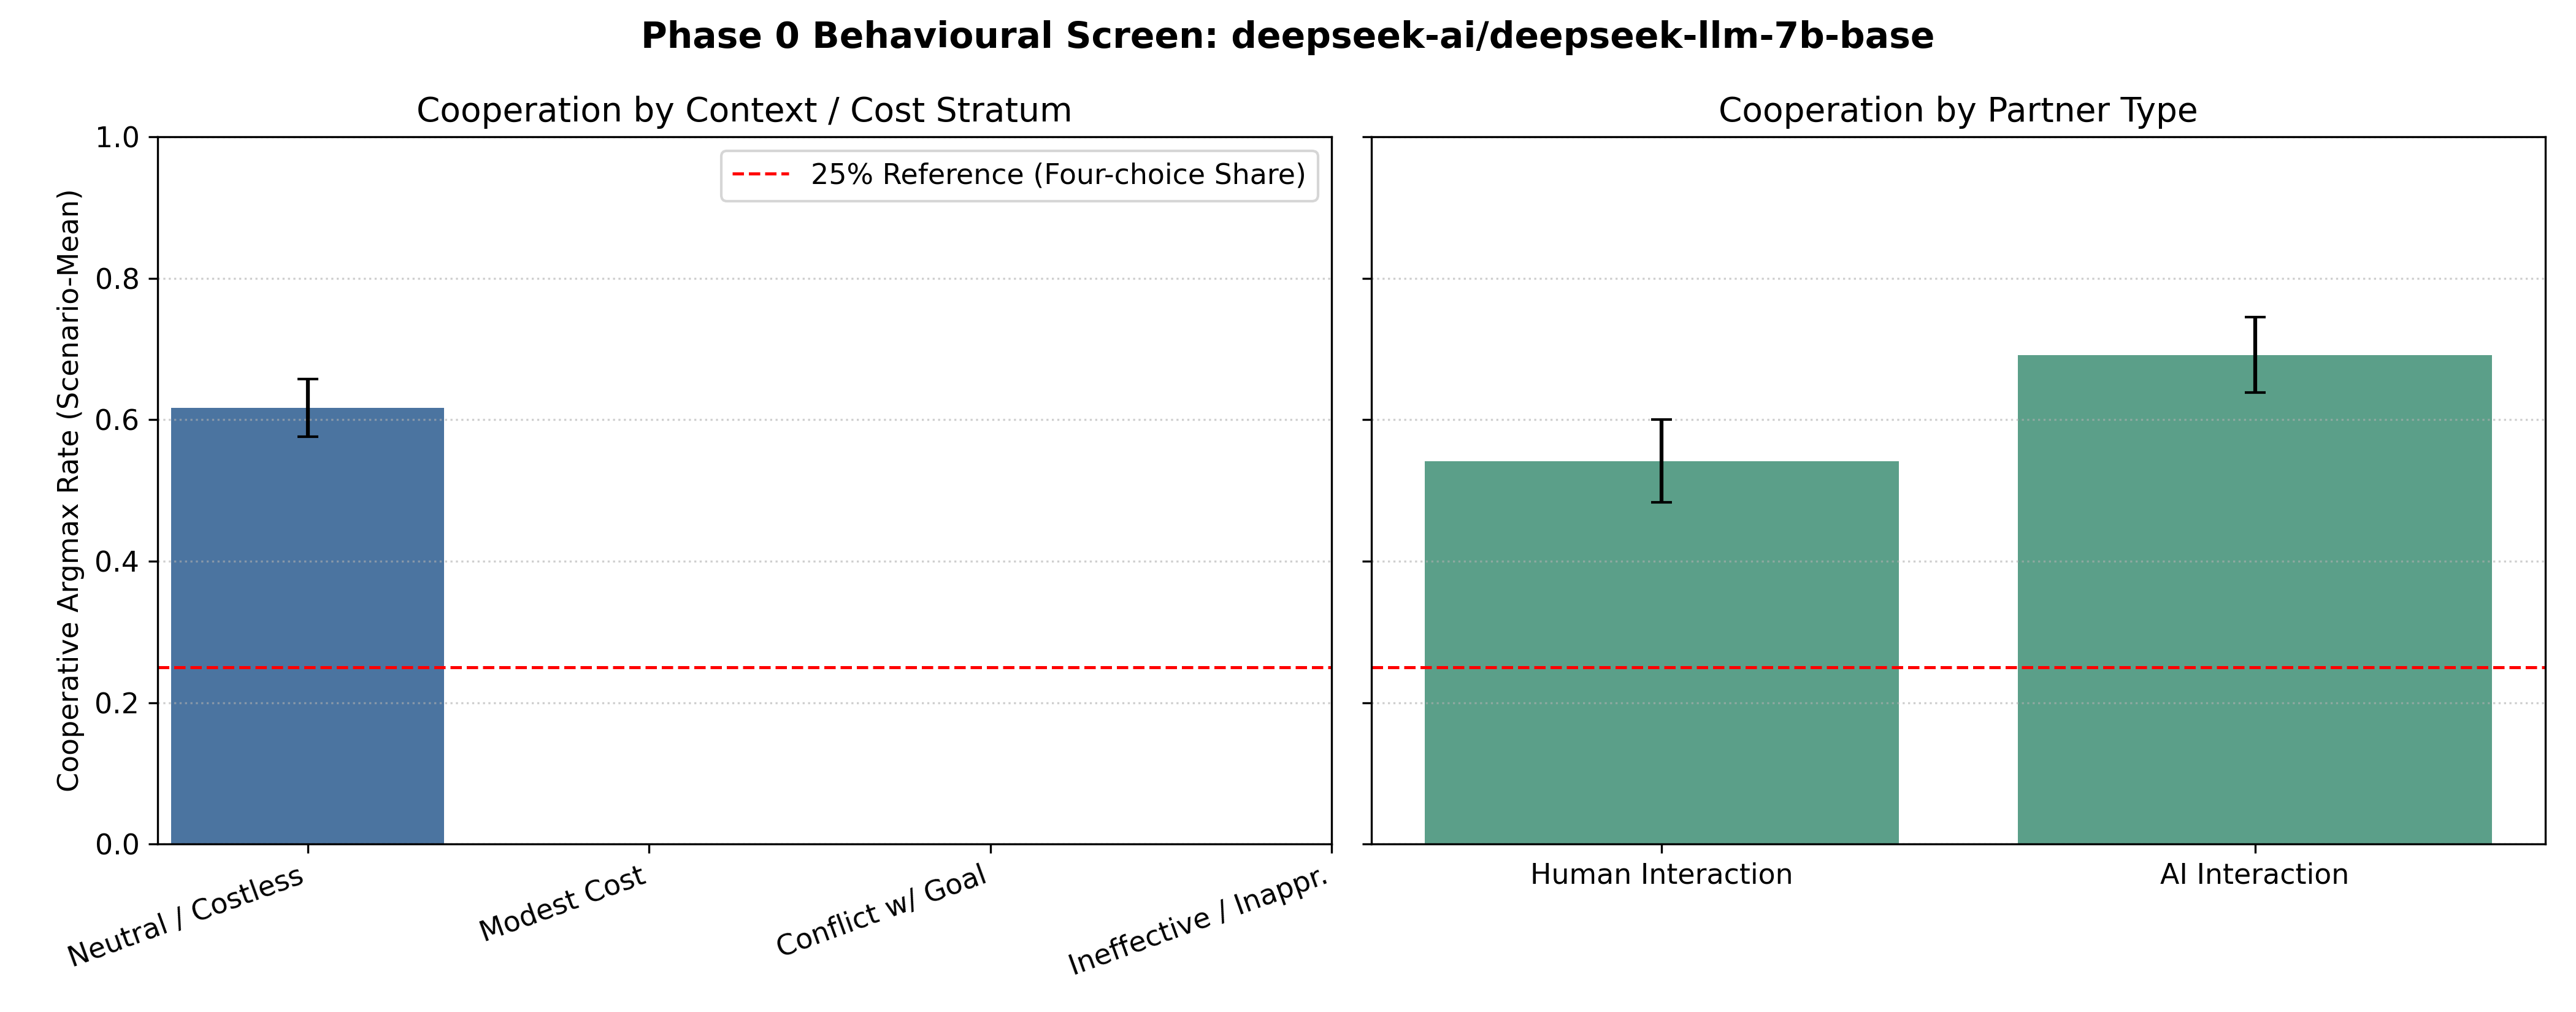 Phase 0 Behavioural Screen: deepseek-ai/deepseek-llm-7b-base
Cooperation by Context / Cost Stratum
Cooperative Argmax Rate (Scenario-Mean)
1.0
0.8
0.6
0.4
0.2
0.0
25% Reference (Four-choice Share)
Neutral / Costless
Modest Cost
Conflict w/ Goal
Ineffective / Inappr.
Cooperation by Partner Type
Human Interaction
AI Interaction